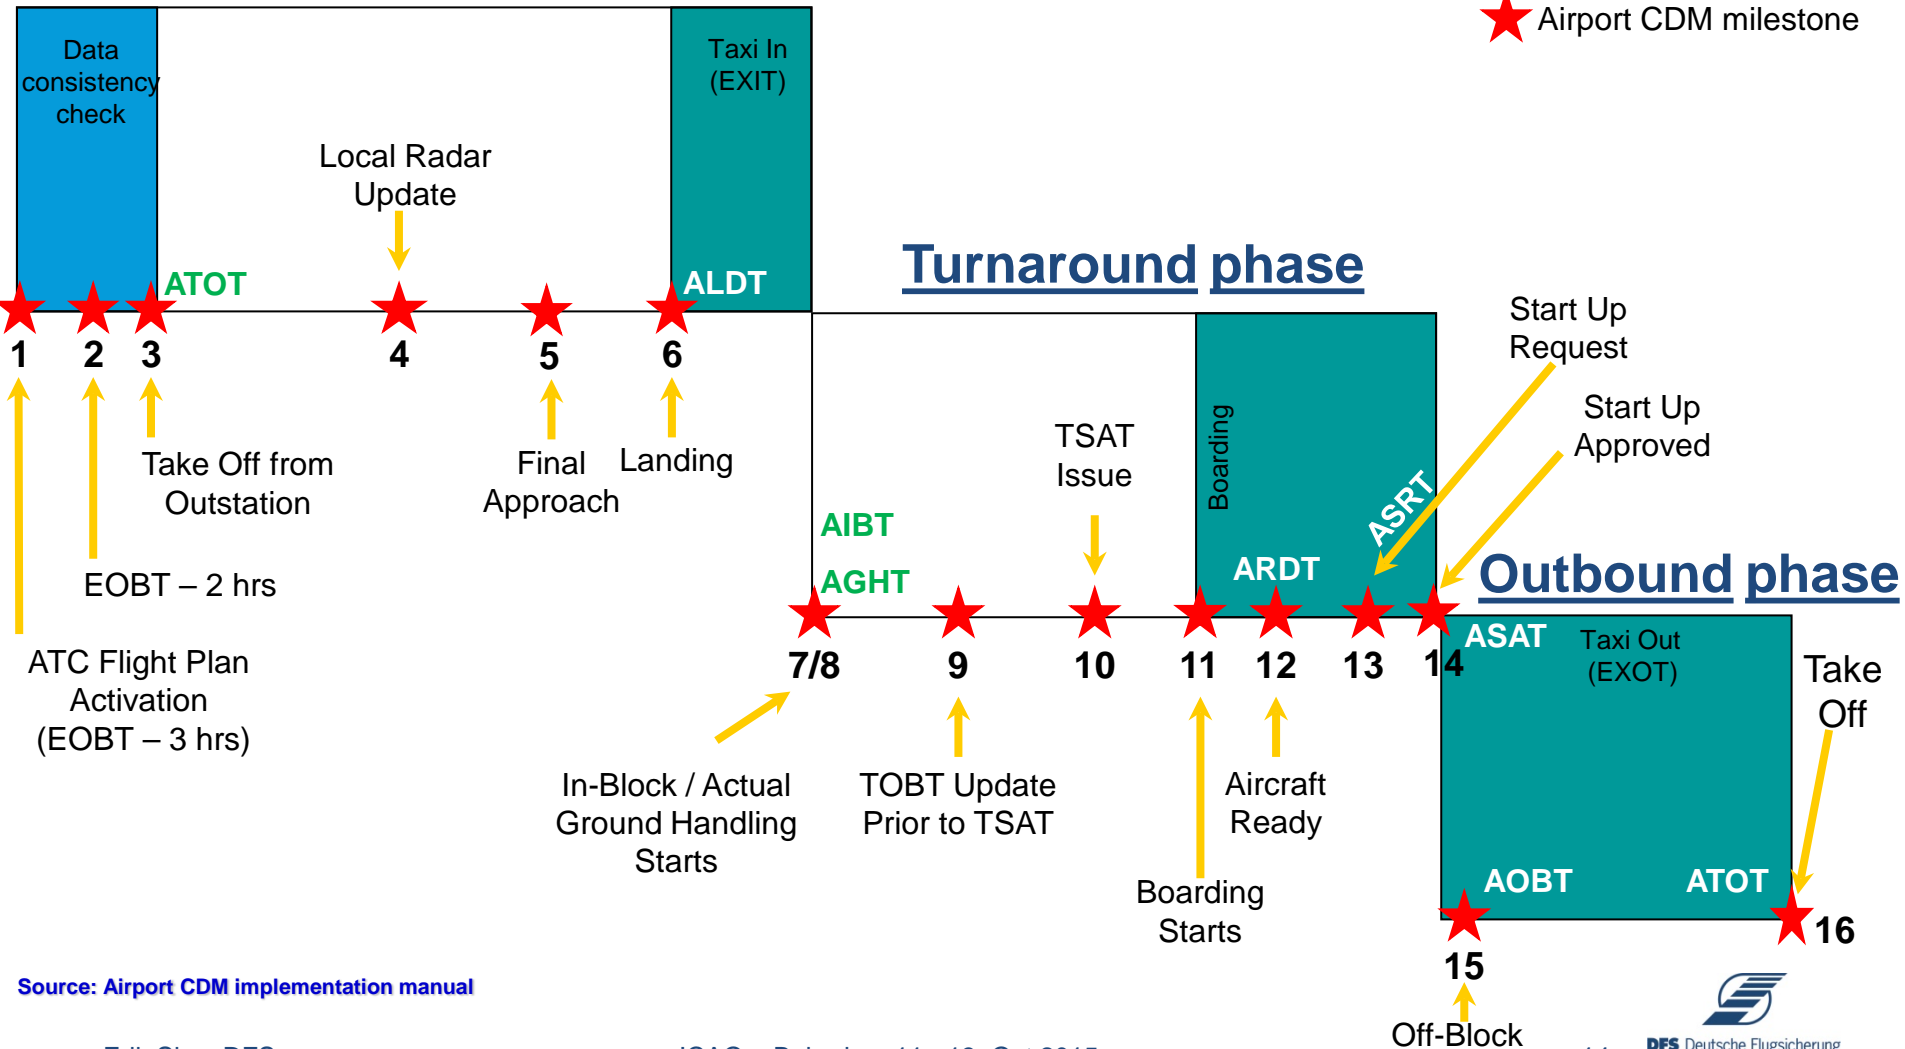 Airport CDM milestone
Data
consistency
check
Taxi In
(EXIT)
Local Radar
Update
ATOT
ALDT
1
2
3
4
5
6
Take Off from
Outstation
Final
Approach
Landing
EOBT – 2 hrs
ATC Flight Plan
Activation
(EOBT – 3 hrs)
Turnaround phase
Start Up
Request
Start Up
Approved
TSAT
Issue
Boarding
AIBT
AGHT
ARDT
ASRT
7/8
9
10
11
12
13
14
In-Block / Actual
Ground Handling
Starts
TOBT Update
Prior to TSAT
Boarding
Starts
Aircraft
Ready
Outbound phase
ASAT
Taxi Out
(EXOT)
Take
Off
AOBT
ATOT
15
16
Off-Block
Source: Airport CDM implementation manual
DFS Deutsche Flugsicherung